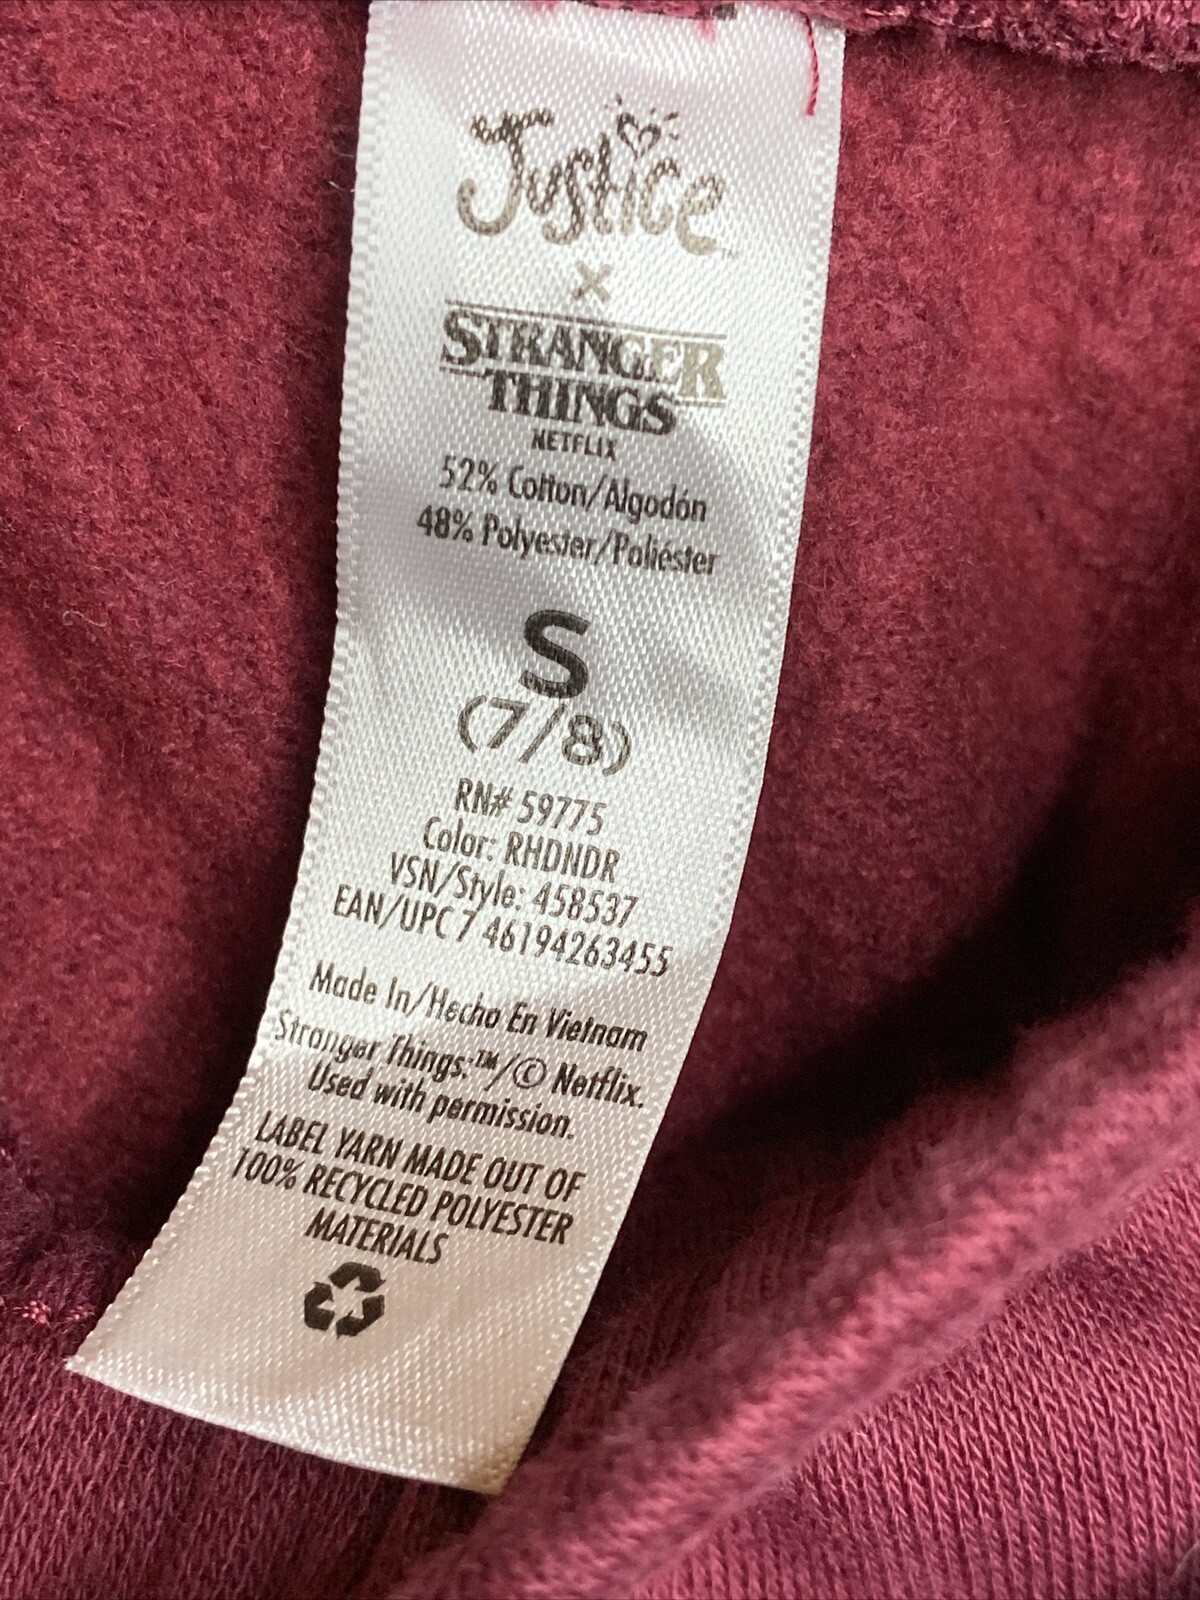 Justice
x
STRANGER
THINGS
NETFLIX
52% Cotton/Algodón
48% Polyester/Poliéster
S
(7/8)
RN# 59775
Color: RHDNDR
VSN/Style: 458537
EAN/UPC 7 46194263455
Made In/Hecho En Vietnam
Stranger Things:™/© Netflix.
Used with permission.
LABEL YARN MADE OUT OF
100% RECYCLED POLYESTER
MATERIALS